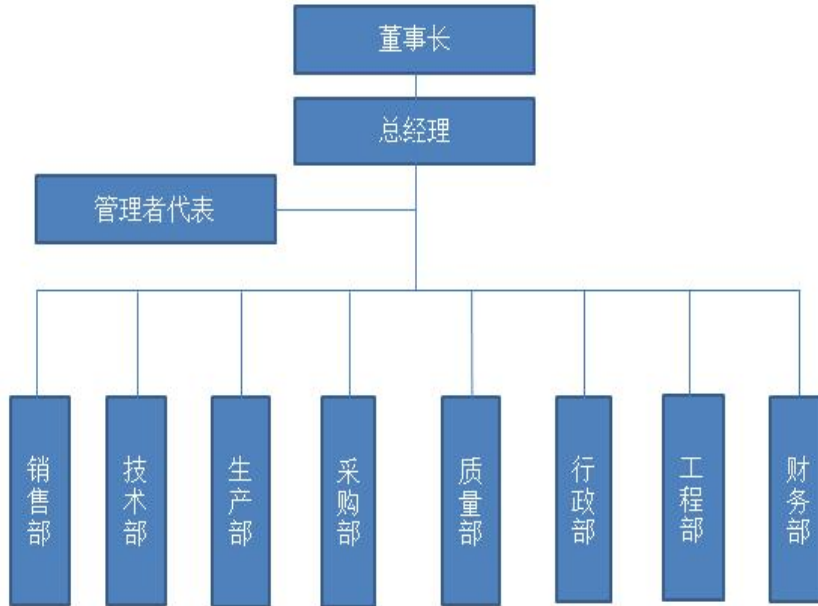 董事长
总经理
管理者代表
销售部
技术部
生产部
采购部
质量部
行政部
工程部
财务部